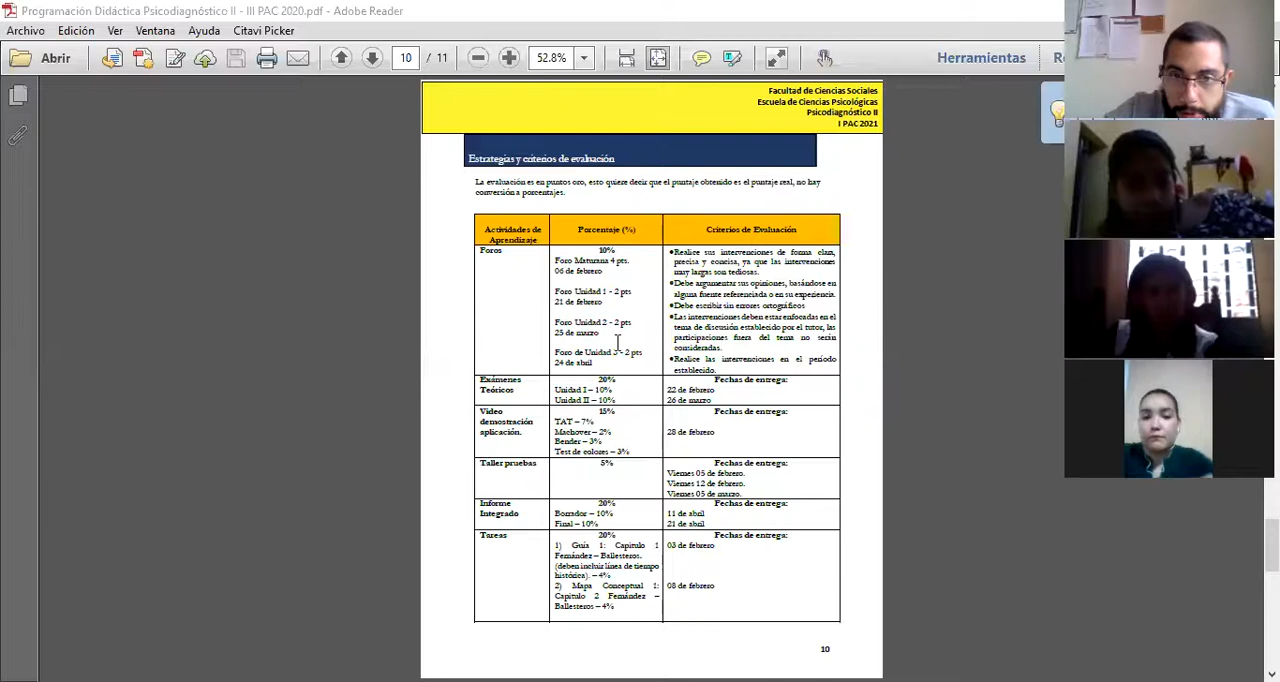 Programación Didáctica Psicodiagnóstico II - III PAC 2020.pdf - Adobe Reader
Archivo Edición Ver Ventana Ayuda Citavi Picker
Abrir 10 / 11 52.8% Herramientas
Facultad de Ciencias Sociales
Escuela de Ciencias Psicológicas
Psicodiagnóstico II
I PAC 2021
Estrategias y criterios de evaluación
La evaluación es en puntos oro, esto quiere decir que el puntaje obtenido es el puntaje real, no hay
conversión a porcentajes.
Actividades de
Aprendizaje
Porcentaje (%)
Criterios de Evaluación
Foros
10%
Foro Maturana 4 pts.
06 de febrero
Foro Unidad 1 - 2 pts
21 de febrero
Foro Unidad 2 - 2 pts
25 de marzo
Foro de Unidad 3 - 2 pts
24 de abril
•Realice sus intervenciones de forma clara,
precisa y concisa, ya que las intervenciones
muy largas son tediosas.
•Debe argumentar sus opiniones, basándose en
alguna fuente referenciada o en su experiencia.
•Debe escribir sin errores ortográficos
•Las intervenciones deben estar enfocadas en el
tema de discusión establecido por el tutor, las
participaciones fuera del tema no serán
consideradas.
•Realice las intervenciones en el periodo
establecido.
Exámenes
Teóricos
20%
Unidad I – 10%
Unidad II – 10%
Fechas de entrega:
22 de febrero
26 de marzo
Video
demostración
aplicación.
15%
TAT – 7%
Machover – 2%
Bender – 3%
Test de colores – 3%
Fechas de entrega:
28 de febrero
Taller pruebas
5%
Fechas de entrega:
Viernes 05 de febrero.
Viernes 12 de febrero.
Viernes 05 de marzo.
Informe
Integrado
20%
Borrador – 10%
Final – 10%
Fechas de entrega:
11 de abril
21 de abril
Tareas
20%
1) Guía 1: Capitulo 1
Fernández – Ballesteros.
(deben incluir línea de tiempo
histórica). – 4%
2) Mapa Conceptual 1:
Capitulo 2 Fernández –
Ballesteros – 4%
Fechas de entrega:
03 de febrero
08 de febrero
10